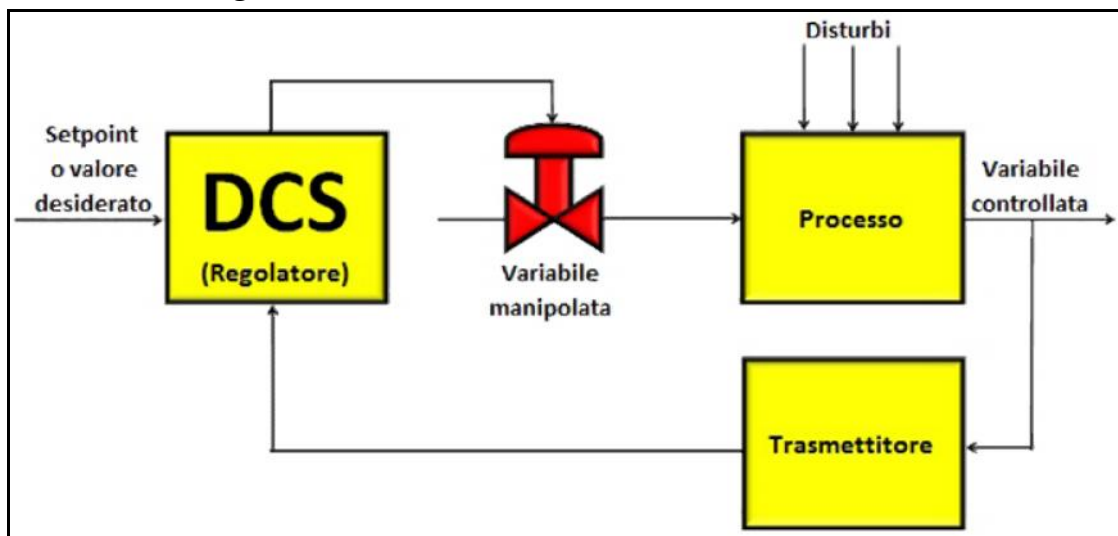 Disturbi
Setpoint
o valore
desiderato
DCS
(Regolatore)
Variabile
manipolata
Processo
Variabile
controllata
Trasmettitore